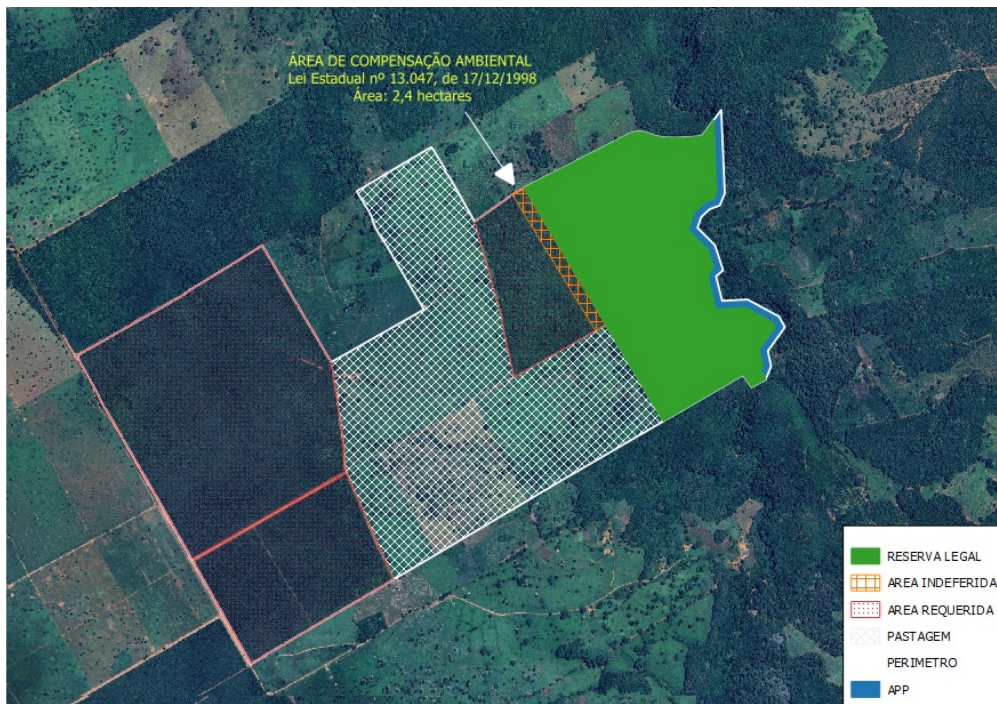 ÁREA DE COMPENSAÇÃO AMBIENTAL
Lei Estadual nº 13.047, de 17/12/1998
Área: 2,4 hectares
RESERVA LEGAL
AREA INDEFERIDA
AREA REQUERIDA
PASTAGEM
PERIMETRO
APP